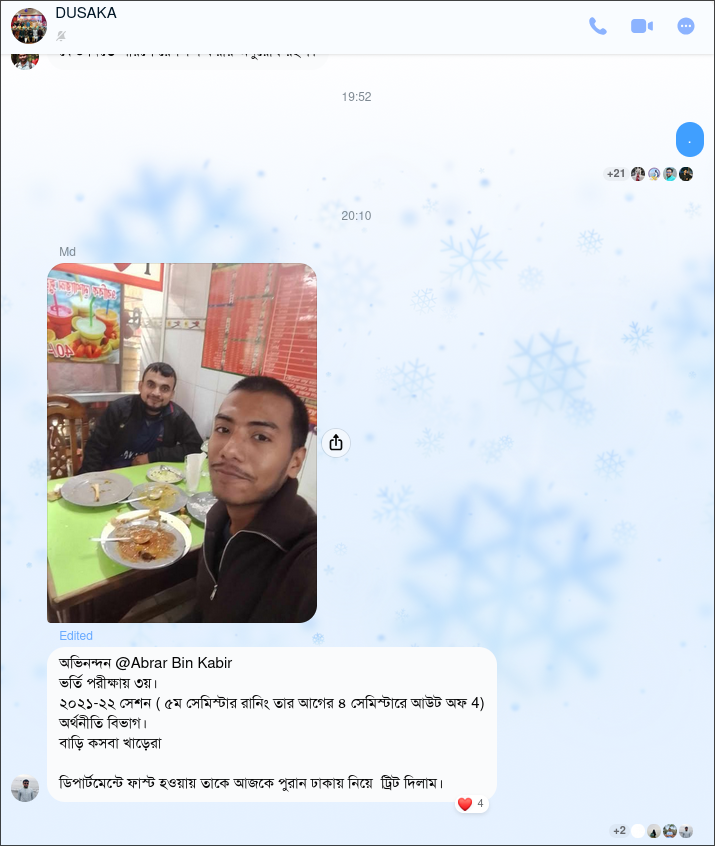 DUSAKA
19:52
.
+21
20:10
Md
40/-
Edited
অভিনন্দন @Abrar Bin Kabir
ভর্তি পরীক্ষায় ৩য়।
২০২১-২২ সেশন ( ৫ম সেমিস্টার রানিং তার আগের ৪ সেমিস্টারে আউট অফ 4)
অর্থনীতি বিভাগ।
বাড়ি কসবা খাড়েরা
ডিপার্টমেন্টে ফাস্ট হওয়ায় তাকে আজকে পুরান ঢাকায় নিয়ে ট্রিট দিলাম।
4
+2